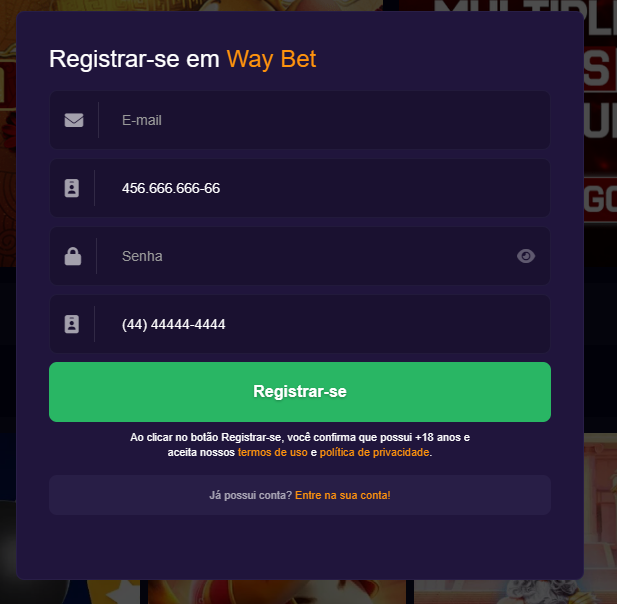 Registrar-se em Way Bet
E-mail
456.666.666-66
Senha
(44) 44444-4444
Registrar-se
Ao clicar no botão Registrar-se, você confirma que possui +18 anos e
aceita nossos termos de uso e política de privacidade.
Já possui conta? Entre na sua conta!